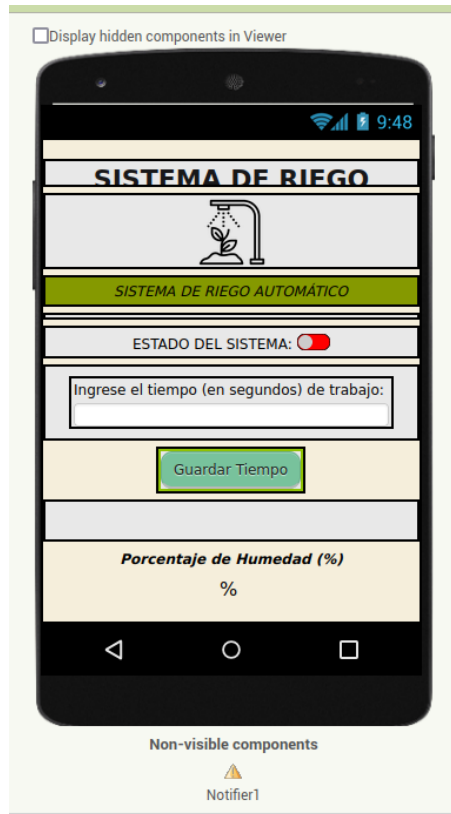 Display hidden components in Viewer
9:48
SISTEMA DE RIEGO
SISTEMA DE RIEGO AUTOMÁTICO
ESTADO DEL SISTEMA:
Ingrese el tiempo (en segundos) de trabajo:
Guardar Tiempo
Porcentaje de Humedad (%)
%
Non-visible components
Notifier1